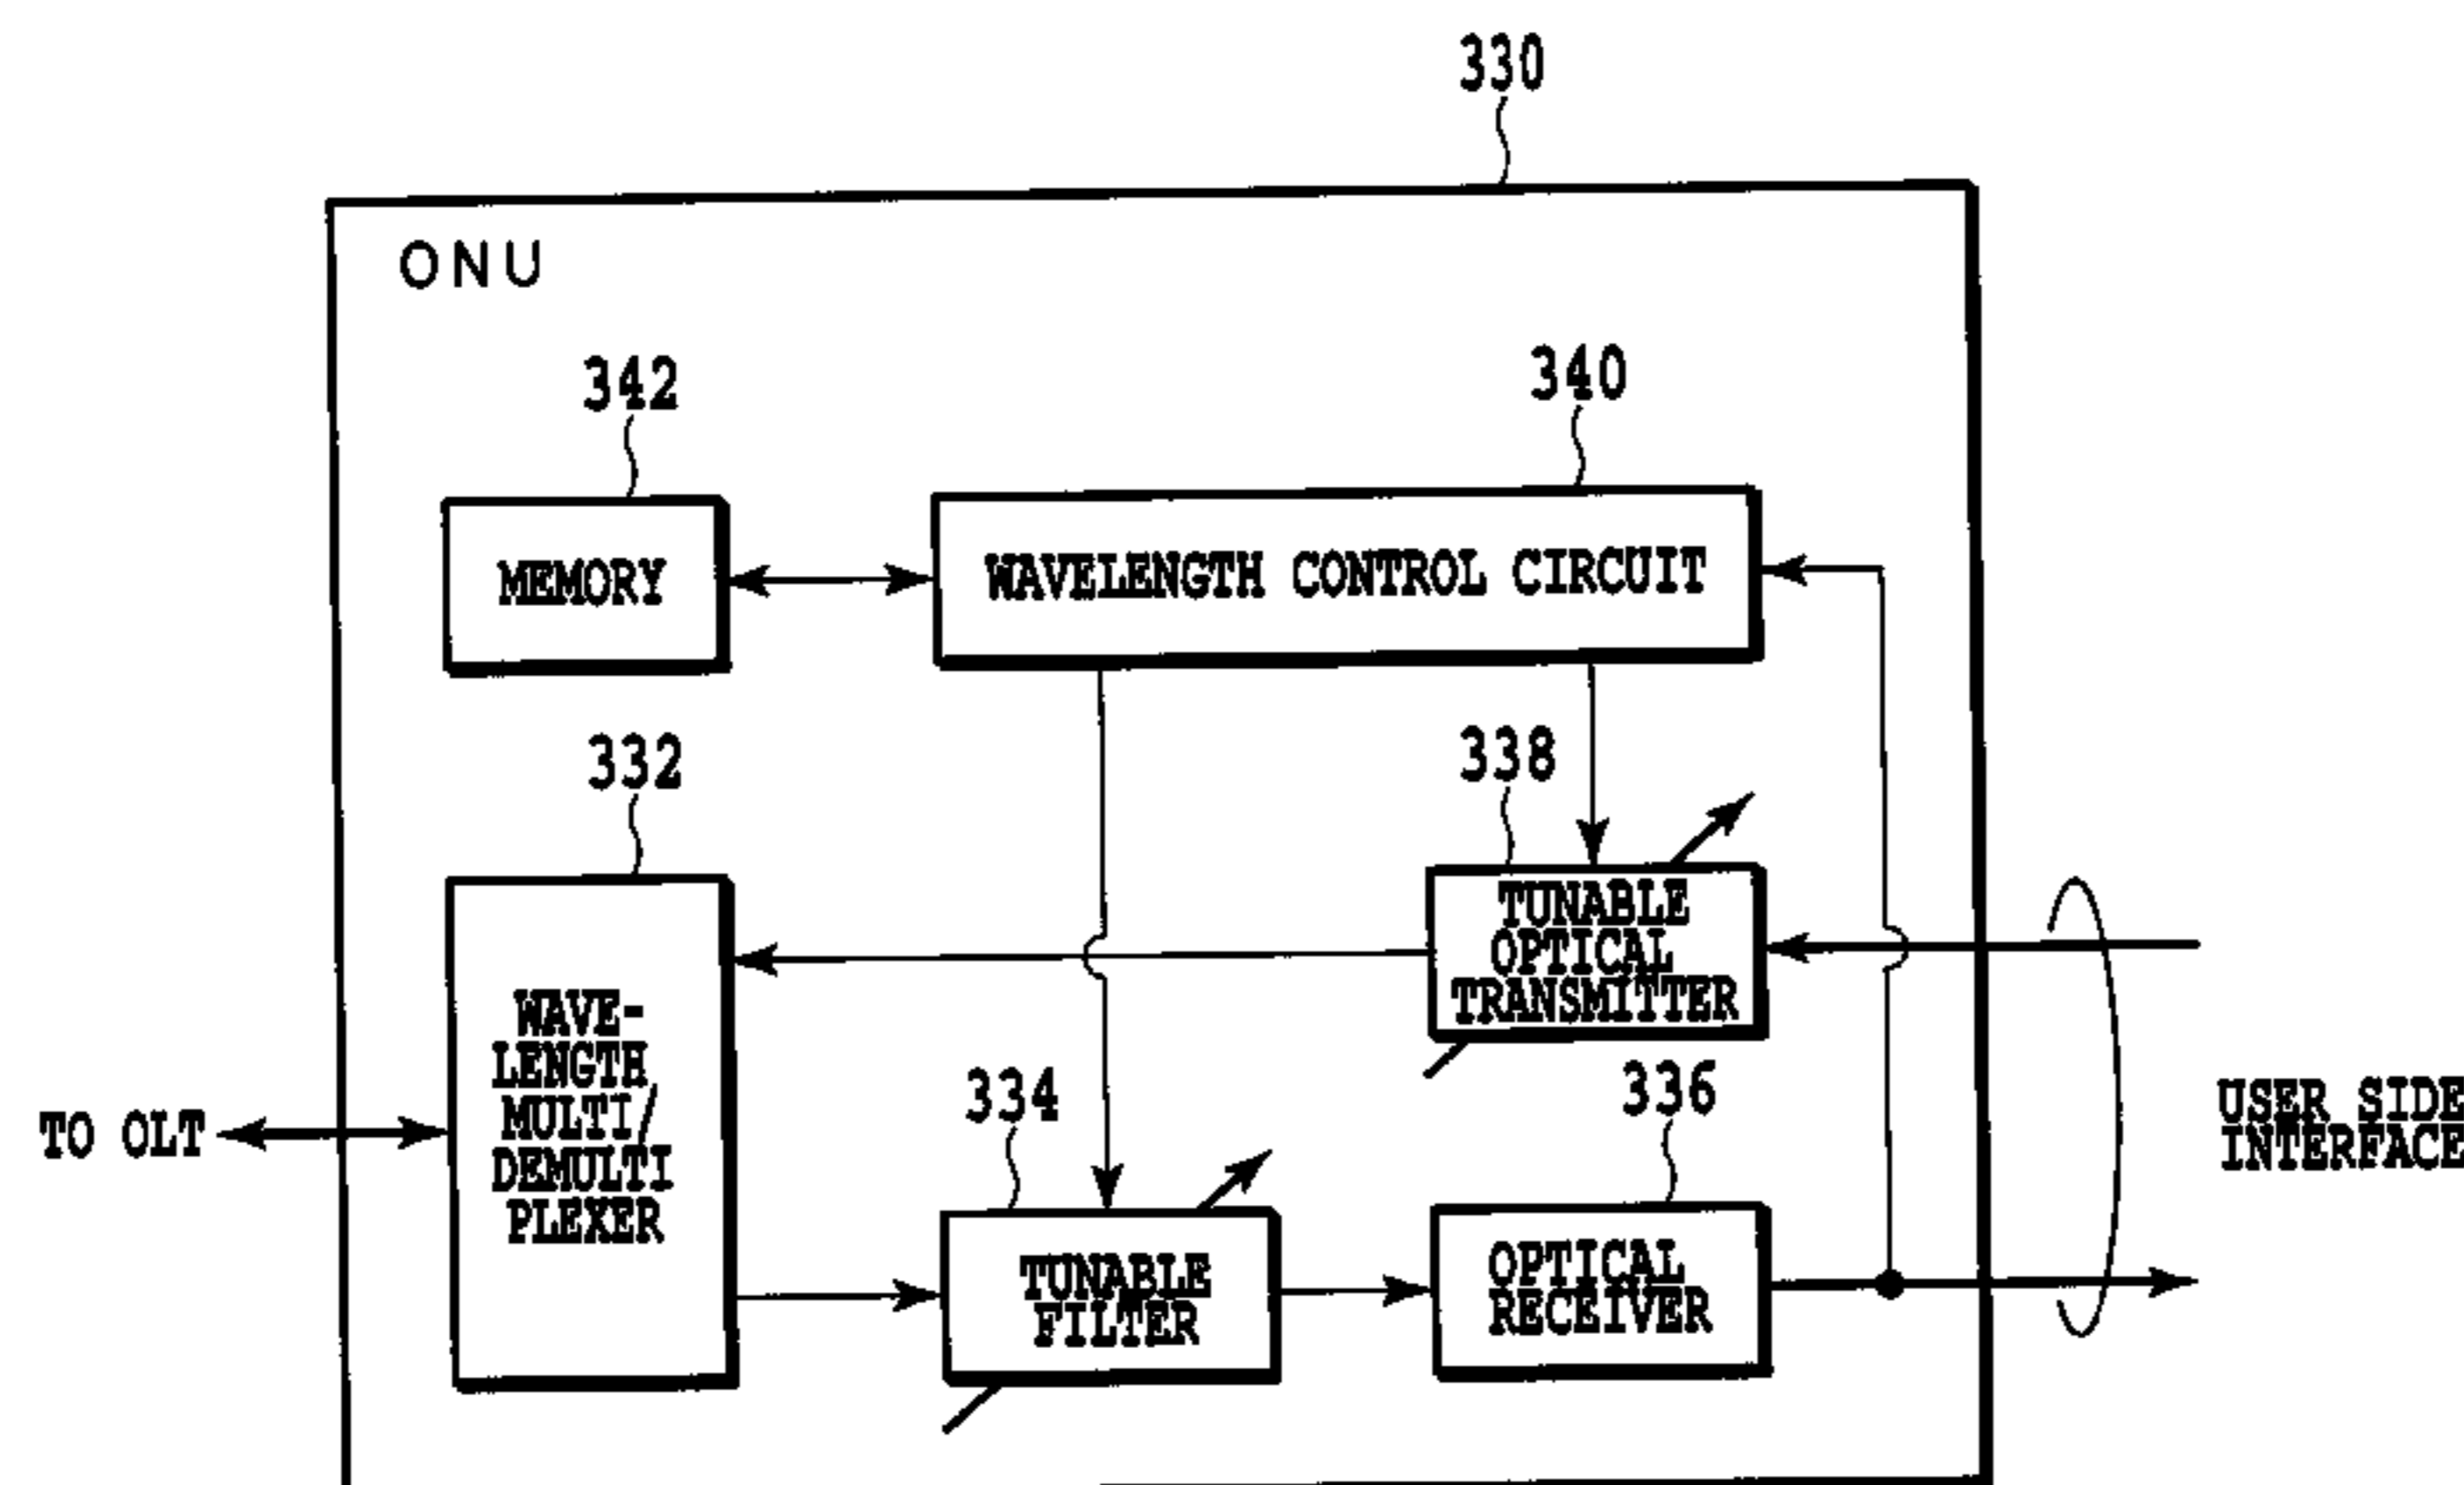 330
ONU
342
340
MEMORY
WAVELENGTH CONTROL CIRCUIT
332
338
TUNABLE
OPTICAL
TRANSMITTER
WAVE-
LENGTH
MULTI/
DEMULTI
PLEXER
TO OLT
334
336
USER SIDE
INTERFACE
TUNABLE
FILTER
OPTICAL
RECEIVER